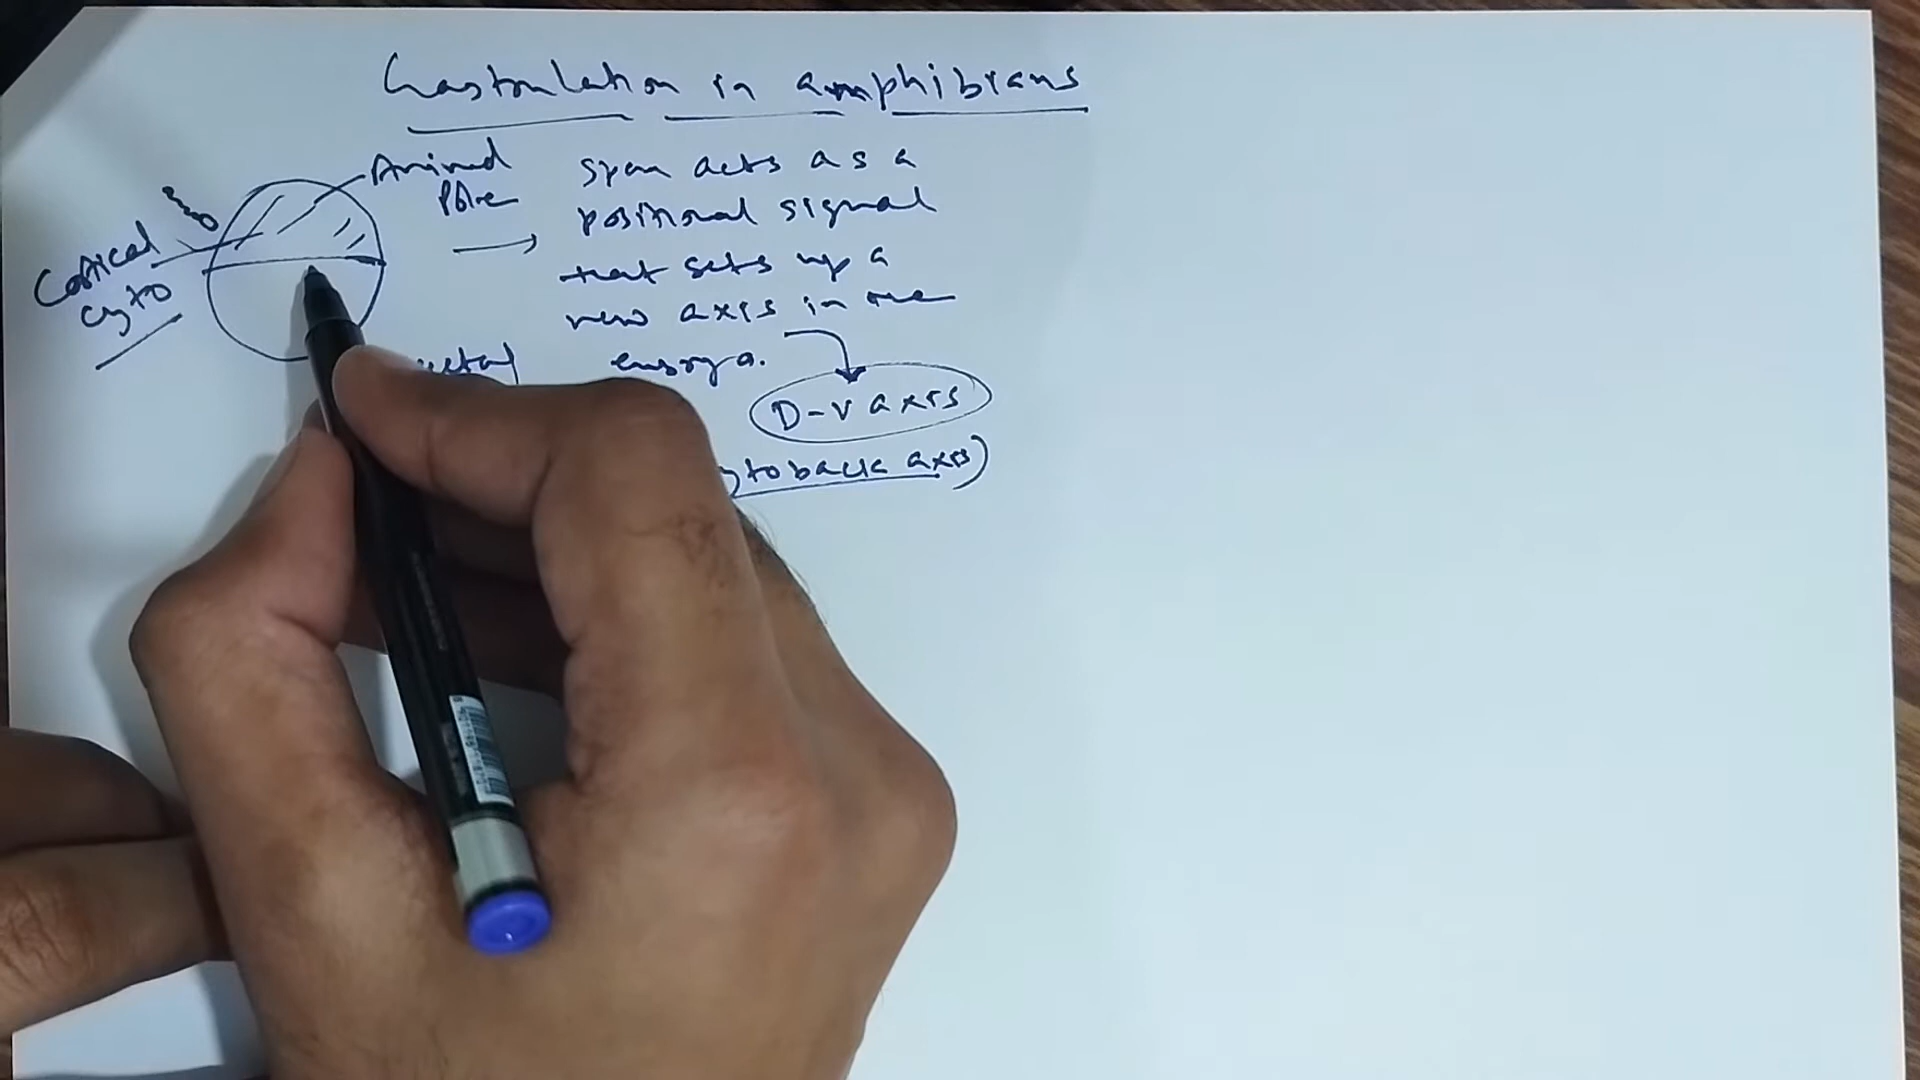 Gastrulation in amphibians
Animal
Pole
Cortical
cyto
sperm acts as a
positional signal
that sets up a
new axis in the
embryo.
D-V axis
to back axis)